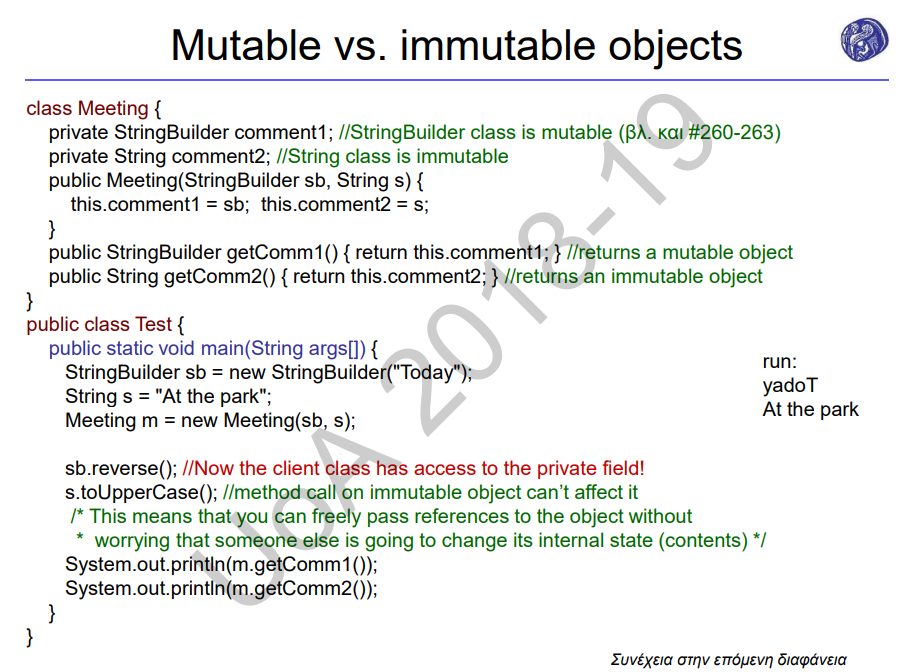 Mutable vs. immutable objects
class Meeting {
private StringBuilder comment1; //StringBuilder class is mutable (βλ. και #260-263)
private String comment2; //String class is immutable
public Meeting(StringBuilder sb, String s) {
this.comment1 = sb; this.comment2 = s;
}
public StringBuilder getComm1() { return this.comment1; } //returns a mutable object
public String getComm2() { return this.comment2; } //returns an immutable object
}
public class Test {
public static void main(String args[]) {
StringBuilder sb = new StringBuilder("Today");
String s = "At the park";
Meeting m = new Meeting(sb, s);
sb.reverse(); //Now the client class has access to the private field!
s.toUpperCase(); //method call on immutable object can’t affect it
/* This means that you can freely pass references to the object without
* worrying that someone else is going to change its internal state (contents) */
System.out.println(m.getComm1());
System.out.println(m.getComm2());
}
}
run:
yadoT
At the park
Συνέχεια στην επόμενη διαφάνεια
UoA 2018-19